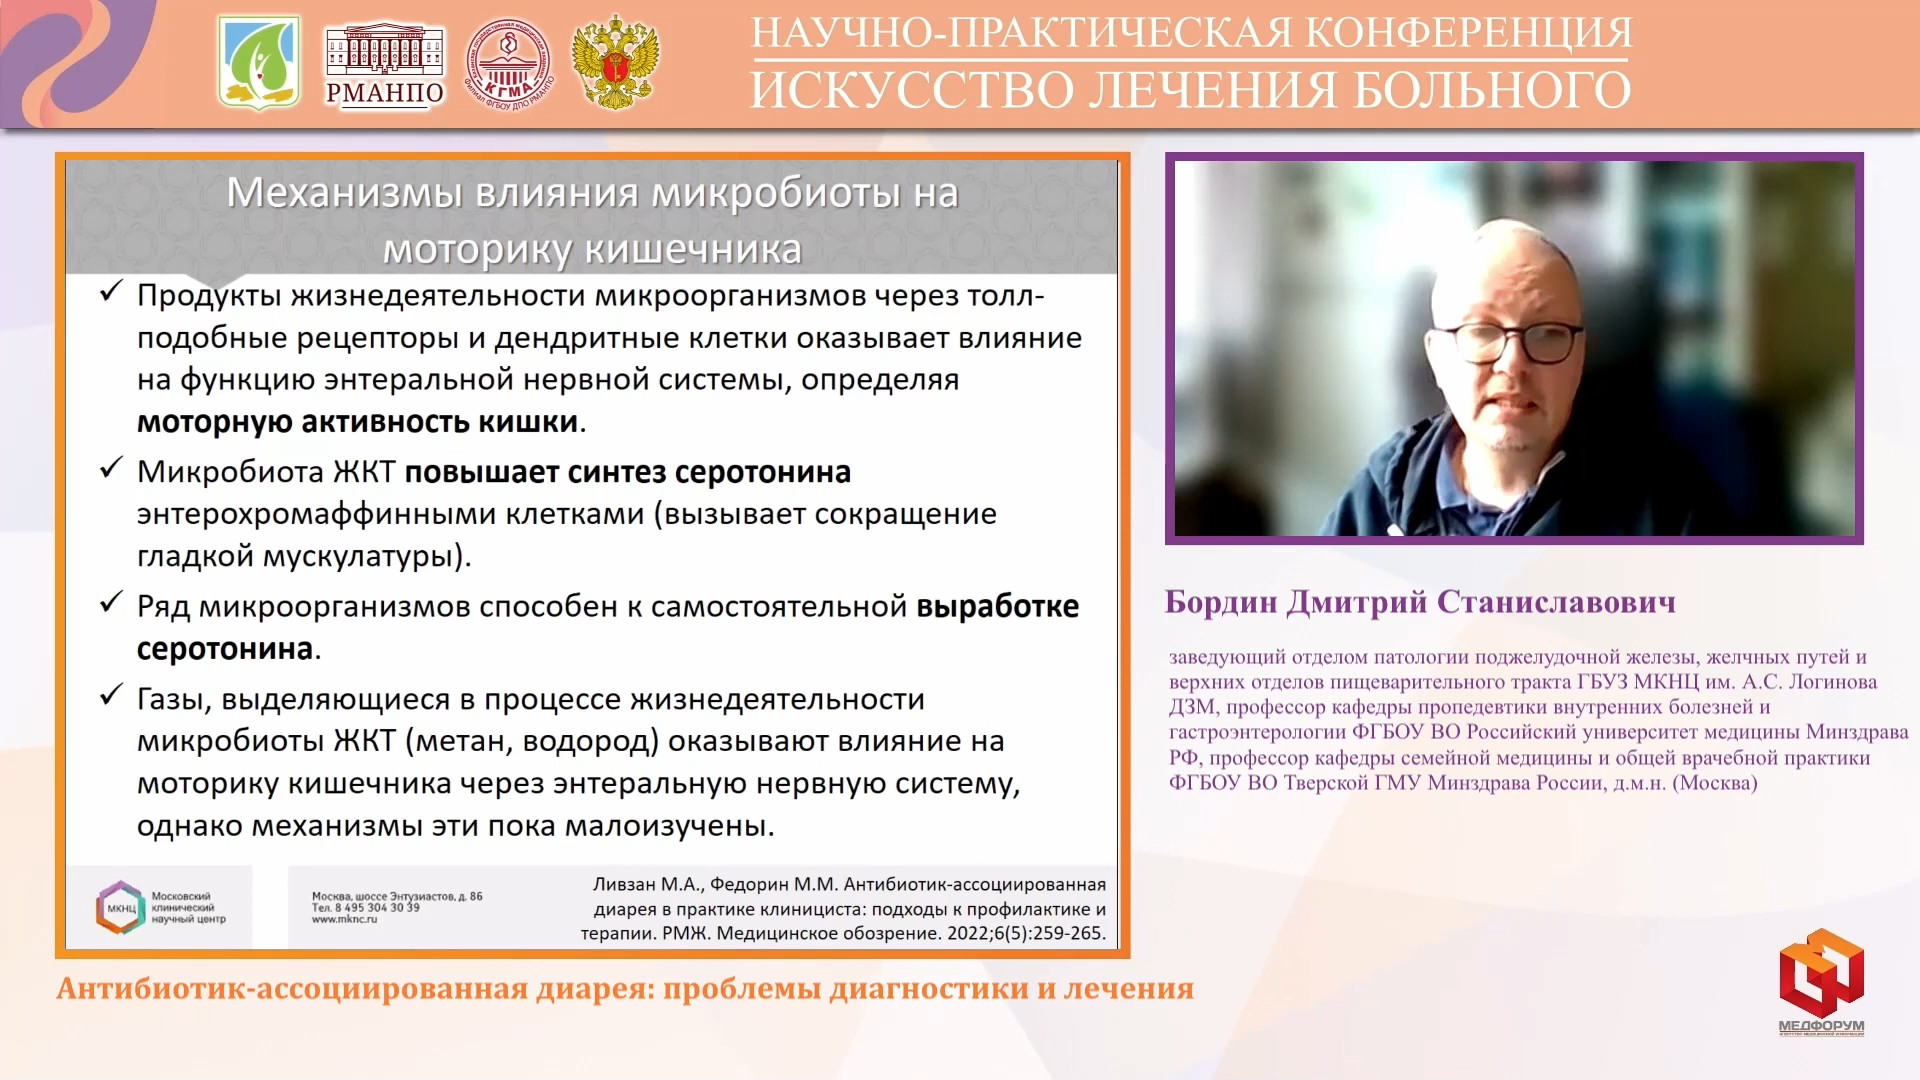 РМАНПО
КГМА
НАУЧНО-ПРАКТИЧЕСКАЯ КОНФЕРЕНЦИЯ
ИСКУССТВО ЛЕЧЕНИЯ БОЛЬНОГО
Механизмы влияния микробиоты на
моторику кишечника
✓ Продукты жизнедеятельности микроорганизмов через толл-
подобные рецепторы и дендритные клетки оказывает влияние
на функцию энтеральной нервной системы, определяя
моторную активность кишки.
✓ Микробиота ЖКТ повышает синтез серотонина
энтерохромаффинными клетками (вызывает сокращение
гладкой мускулатуры).
✓ Ряд микроорганизмов способен к самостоятельной выработке
серотонина.
✓ Газы, выделяющиеся в процессе жизнедеятельности
микробиоты ЖКТ (метан, водород) оказывают влияние на
моторику кишечника через энтеральную нервную систему,
однако механизмы эти пока малоизучены.
МКНЦ
Московский
клинический
научный центр
Москва, шоссе Энтузиастов, д. 86
Тел. 8 495 304 30 39
www.mknc.ru
Ливзан М.А., Федорин М.М. Антибиотик-ассоциированная
диарея в практике клинициста: подходы к профилактике и
терапии. РМЖ. Медицинское обозрение. 2022;6(5):259-265.
Бордин Дмитрий Станиславович
заведующий отделом патологии поджелудочной железы, желчных путей и
верхних отделов пищеварительного тракта ГБУЗ МКНЦ им. А.С. Логинова
ДЗМ, профессор кафедры пропедевтики внутренних болезней и
гастроэнтерологии ФГБОУ ВО Российский университет медицины Минздрава
РФ, профессор кафедры семейной медицины и общей врачебной практики
ФГБОУ ВО Тверской ГМУ Минздрава России, д.м.н. (Москва)
Антибиотик-ассоциированная диарея: проблемы диагностики и лечения
МЕДФОРУМ